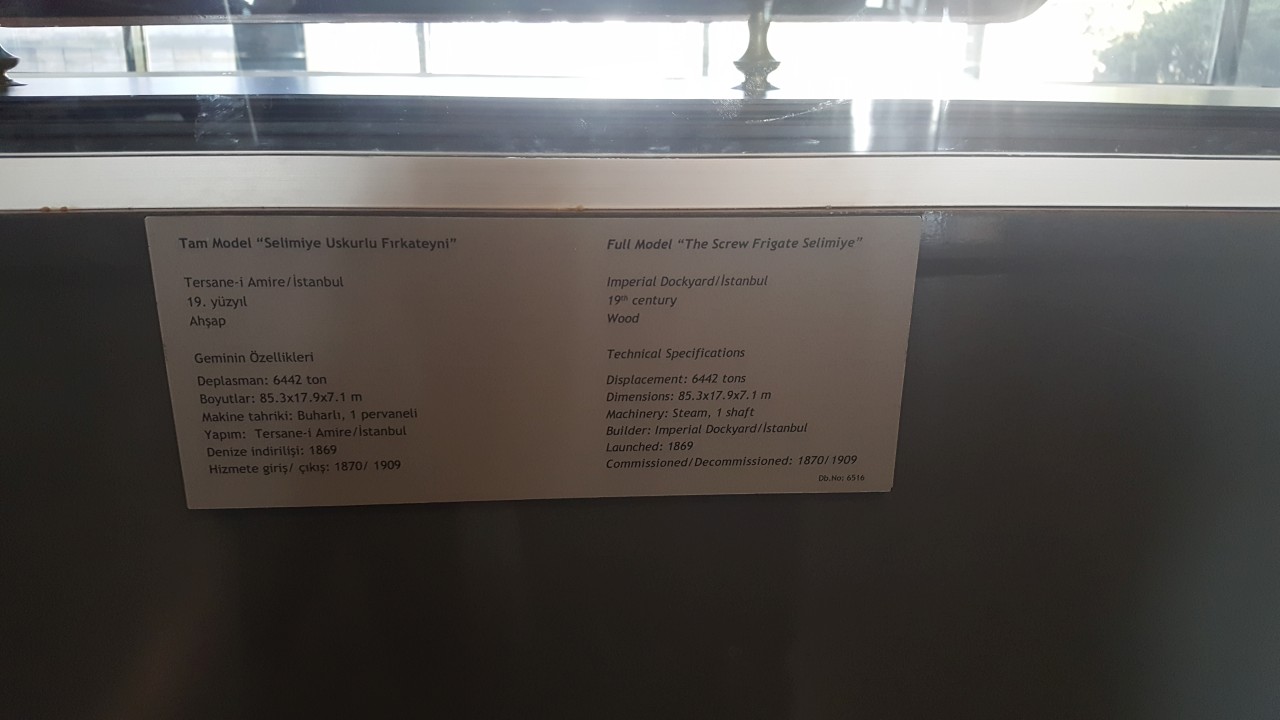 Tam Model “Selimiye Uskurlu Fırkateyni”
Tersane-i Amire/İstanbul
19. yüzyıl
Ahşap
Geminin Özellikleri
Deplasman: 6442 ton
Boyutlar: 85.3x17.9x7.1 m
Makine tahriki: Buharlı, 1 pervaneli
Yapım: Tersane-i Amire/İstanbul
Denize indirilişi: 1869
Hizmete giriş/ çıkış: 1870/ 1909
Full Model “The Screw Frigate Selimiye”
Imperial Dockyard/İstanbul
19th century
Wood
Technical Specifications
Displacement: 6442 tons
Dimensions: 85.3x17.9x7.1 m
Machinery: Steam, 1 shaft
Builder: Imperial Dockyard/İstanbul
Launched: 1869
Commissioned/Decommissioned: 1870/1909
Db.No: 6516